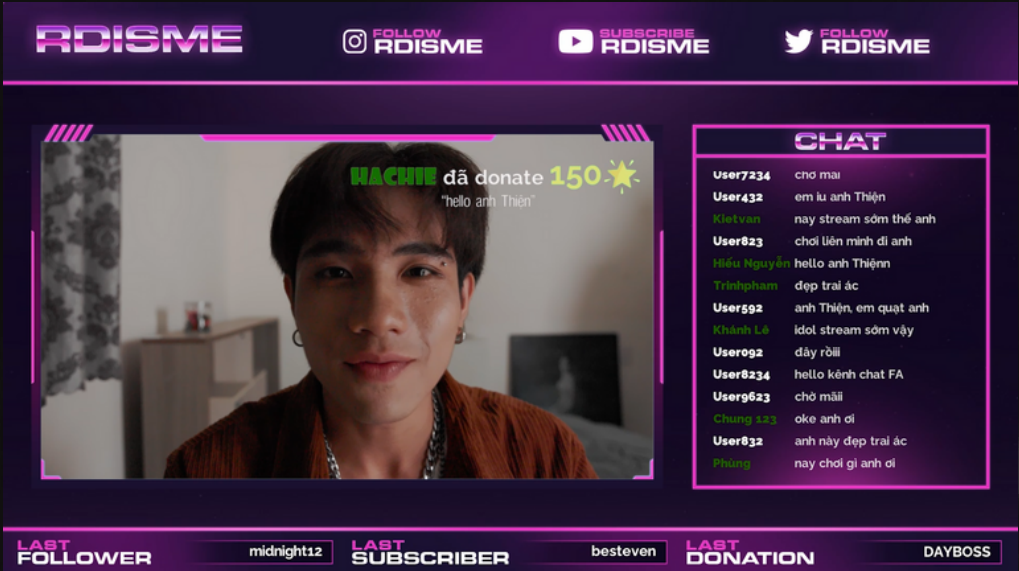 RDISME
FOLLOW
RDISME
SUBSCRIBE
RDISME
FOLLOW
RDISME
HACHIE đã donate 150
"hello anh Thiện"
CHAT
User7234 chờ mãi
User432 em iu anh Thiện
Kietvan nay stream sớm thế anh
User823 chơi liên minh đi anh
Hiếu Nguyễn hello anh Thiệnn
Trinhpham đẹp trai ác
User592 anh Thiện, em quạt anh
Khánh Lê idol stream sớm vậy
User092 đây rồiii
User8234 hello kênh chat FA
User9623 chờ mãii
Chung 123 oke anh ơi
User832 anh này đẹp trai ác
Phùng nay chơi gì anh ơi
LAST
FOLLOWER
midnight12
LAST
SUBSCRIBER
besteven
LAST
DONATION
DAYBOSS